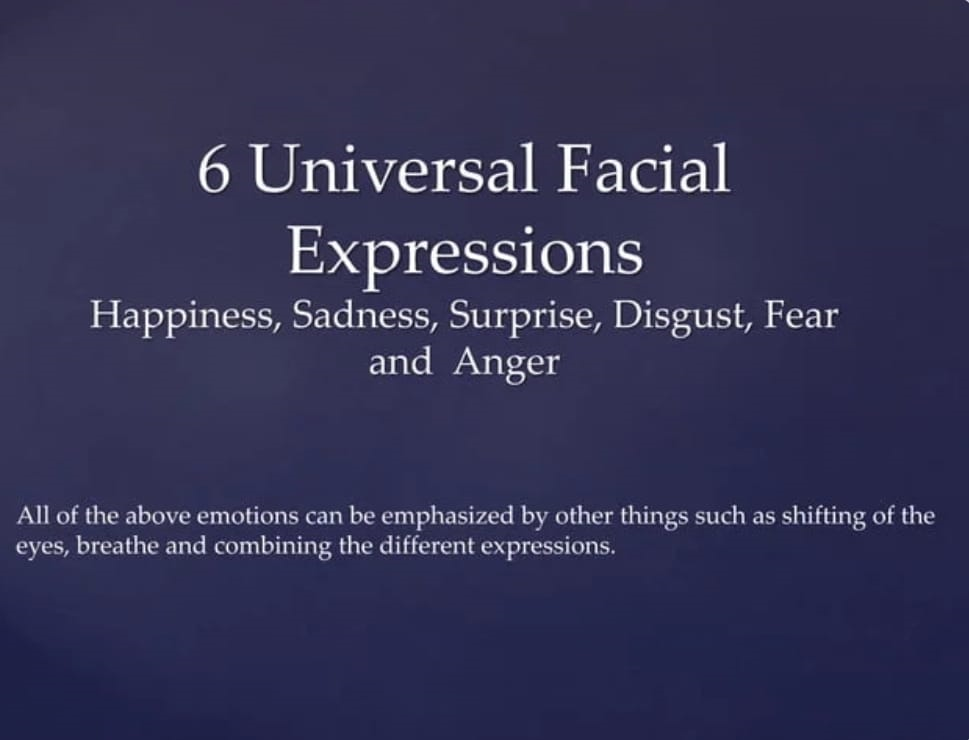 6 Universal Facial
Expressions
Happiness, Sadness, Surprise, Disgust, Fear
and Anger
All of the above emotions can be emphasized by other things such as shifting of the
eyes, breathe and combining the different expressions.